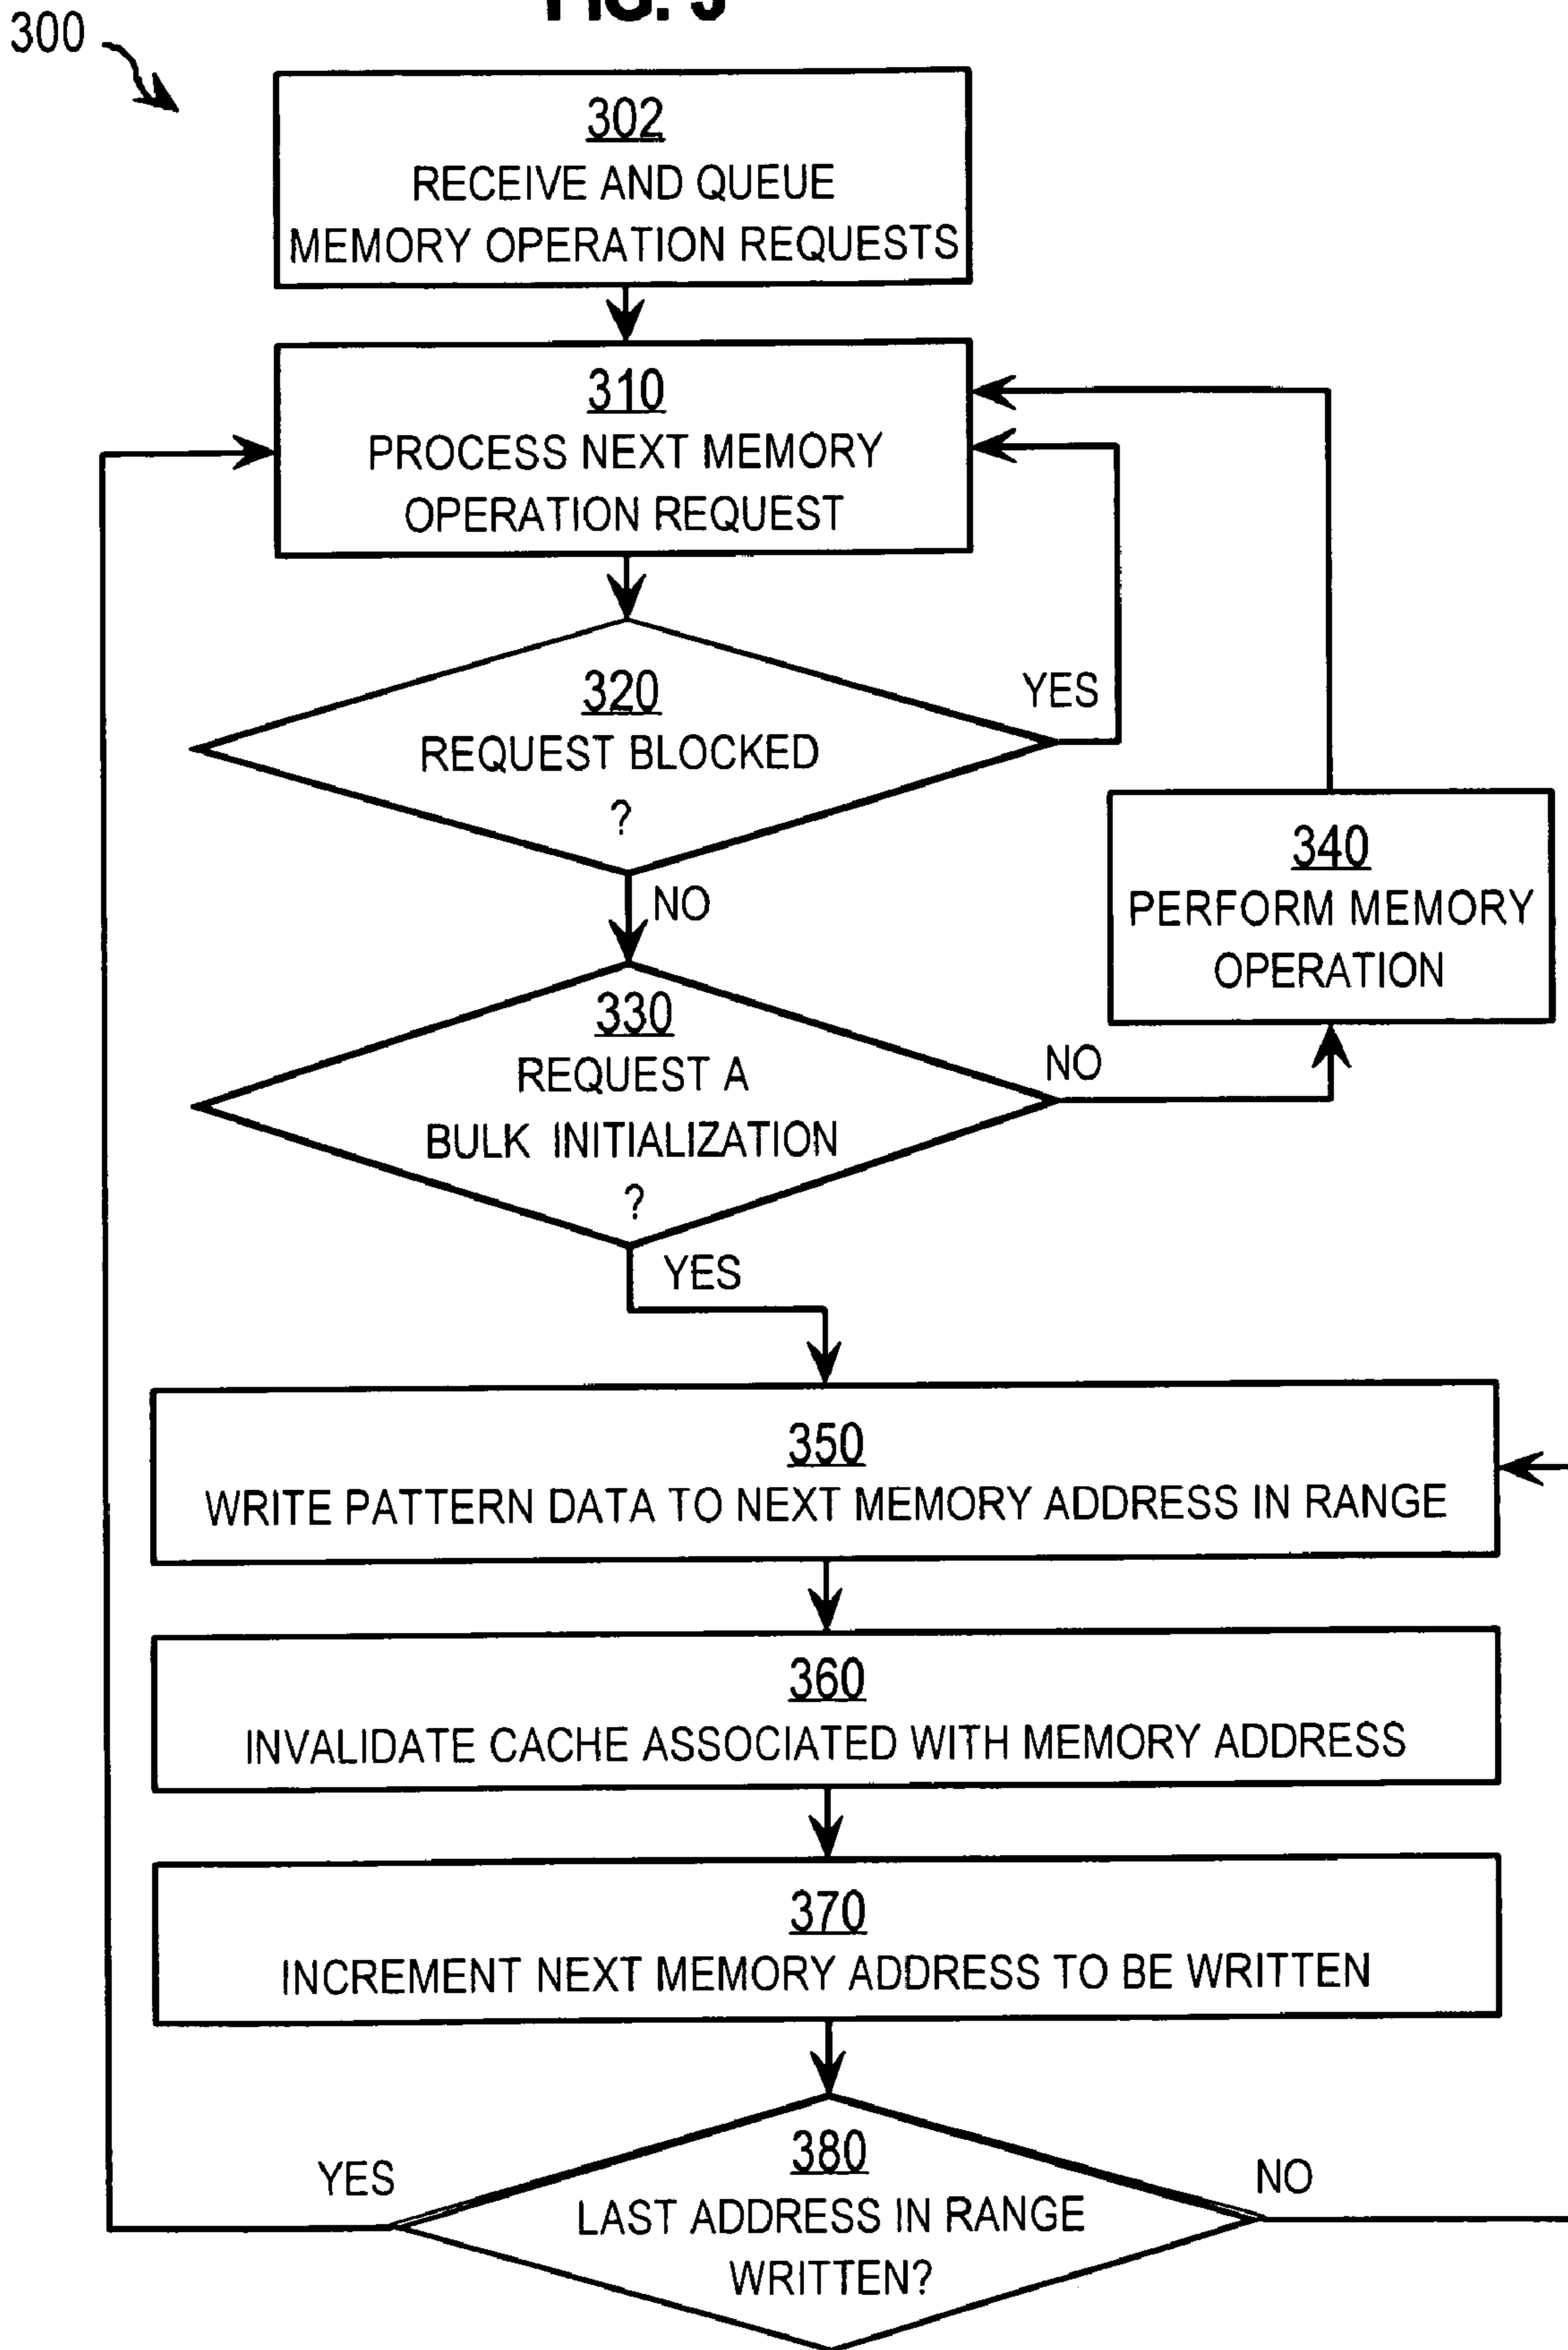 300
302
RECEIVE AND QUEUE
MEMORY OPERATION REQUESTS
310
PROCESS NEXT MEMORY
OPERATION REQUEST
320
REQUEST BLOCKED
?
YES
NO
340
PERFORM MEMORY
OPERATION
330
REQUEST A
BULK INITIALIZATION
?
NO
YES
350
WRITE PATTERN DATA TO NEXT MEMORY ADDRESS IN RANGE
360
INVALIDATE CACHE ASSOCIATED WITH MEMORY ADDRESS
370
INCREMENT NEXT MEMORY ADDRESS TO BE WRITTEN
380
LAST ADDRESS IN RANGE
WRITTEN?
YES
NO